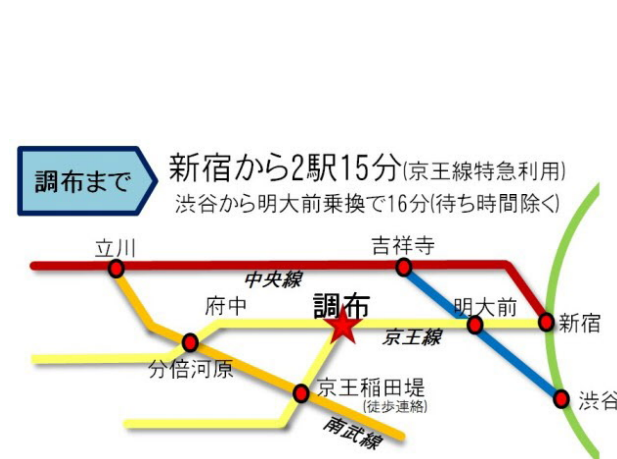 調布まで
新宿から2駅15分(京王線特急利用)
渋谷から明大前乗換で16分(待ち時間除く)
立川
吉祥寺
中央線
府中
調布
明大前
新宿
京王線
分倍河原
京王稲田堤
(徒歩連絡)
渋谷
南武線